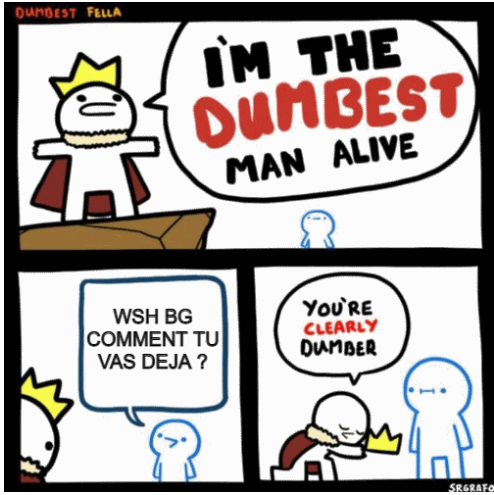 DUMBEST FELLA
I'M THE
DUMBEST
MAN ALIVE
WSH BG
COMMENT TU
VAS DEJA ?
YOU'RE
CLEARLY
DUMBER
SRGRAFO